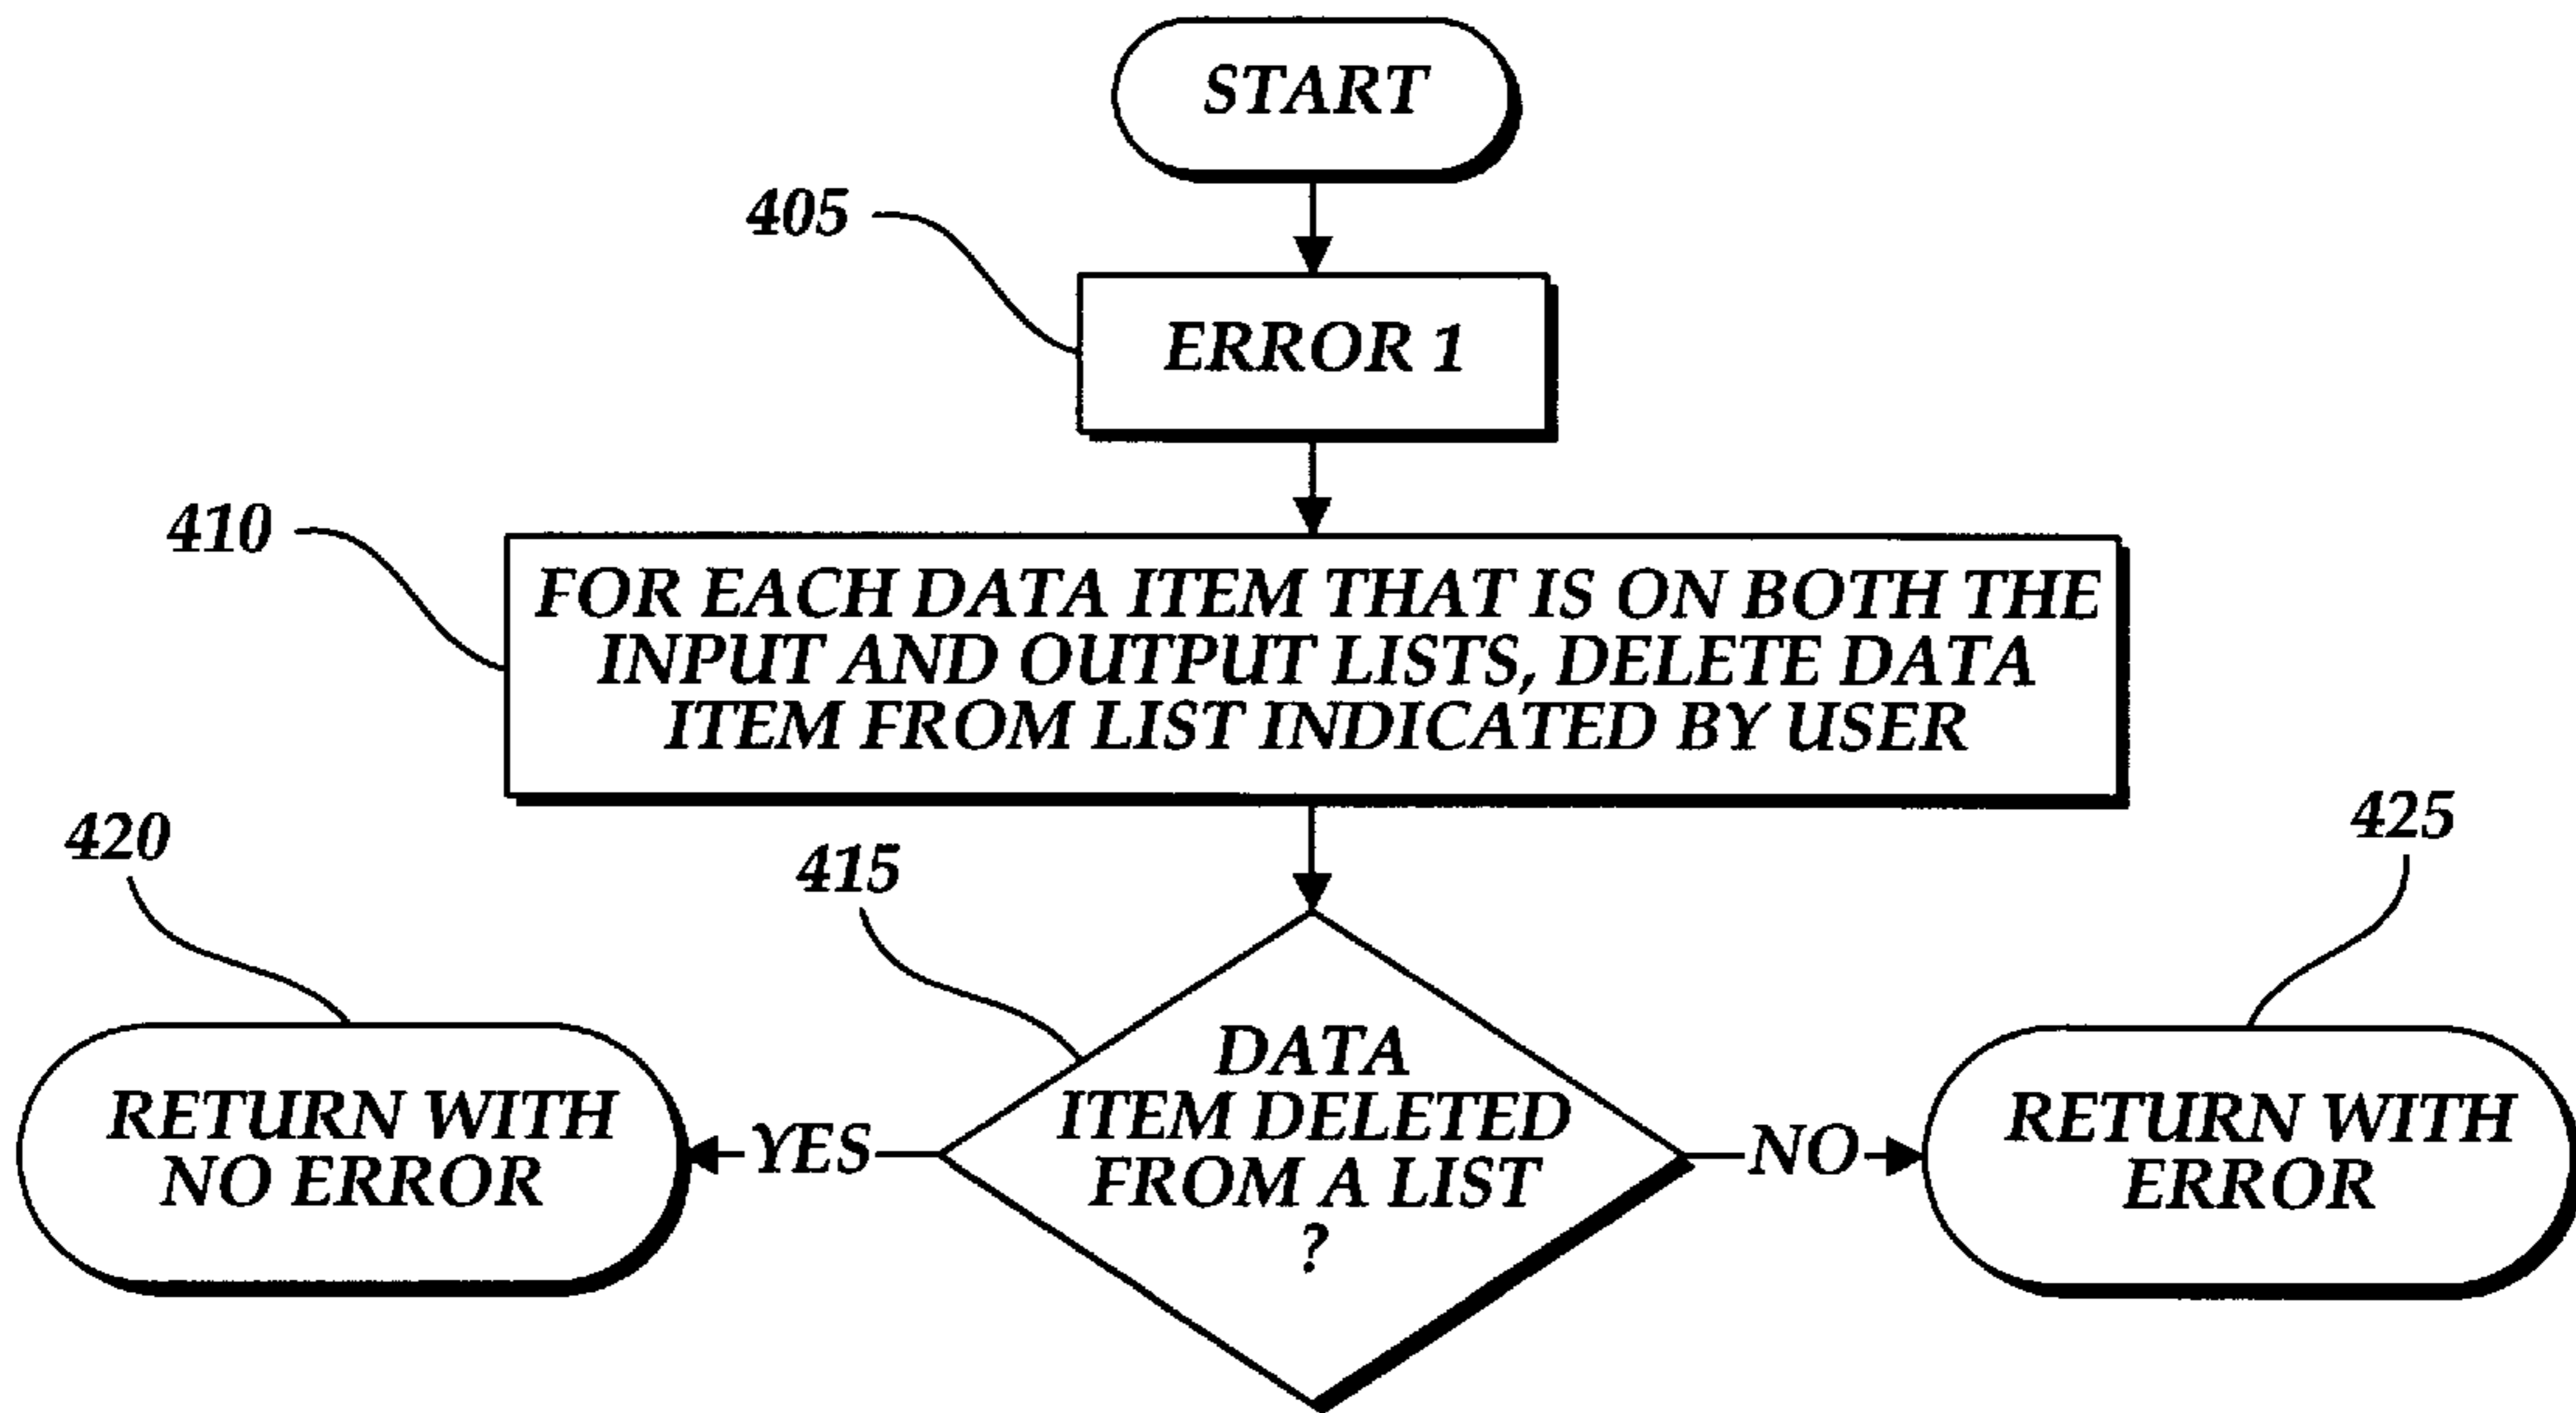 START
405
ERROR 1
410
FOR EACH DATA ITEM THAT IS ON BOTH THE
INPUT AND OUTPUT LISTS, DELETE DATA
ITEM FROM LIST INDICATED BY USER
420
415
425
DATA
ITEM DELETED
FROM A LIST
?
YES
RETURN WITH
NO ERROR
NO
RETURN WITH
ERROR